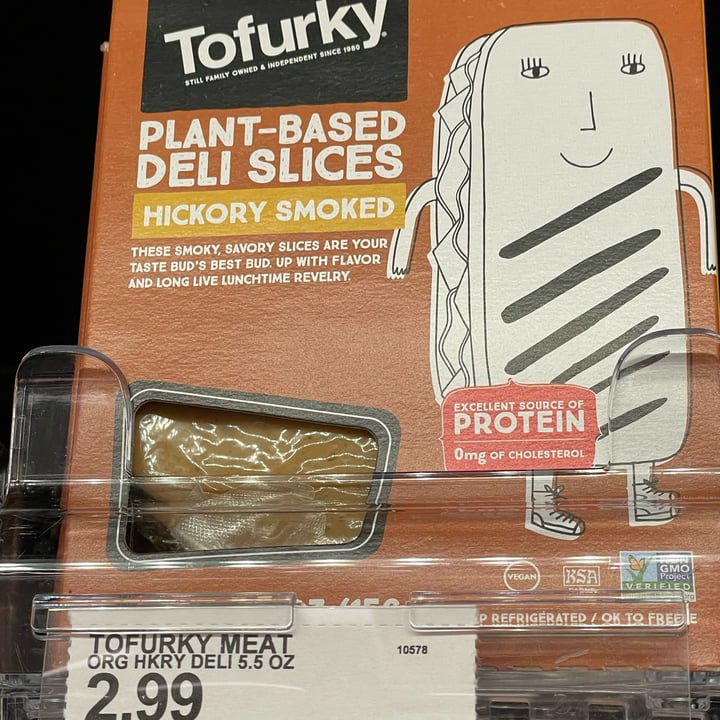 Tofurky
STILL FAMILY OWNED & INDEPENDENT SINCE 1980
PLANT-BASED
DELI SLICES
HICKORY SMOKED
THESE SMOKY, SAVORY SLICES ARE YOUR
TASTE BUD'S BEST BUD. UP WITH FLAVOR
AND LONG LIVE LUNCHTIME REVELRY.
EXCELLENT SOURCE OF
PROTEIN
0mg OF CHOLESTEROL
VEGAN
KSA
GMO
Project
VERIFIED
REFRIGERATED / OK TO FREEZE
TOFURKY MEAT
ORG HKRY DELI 5.5 OZ
10578
2.99